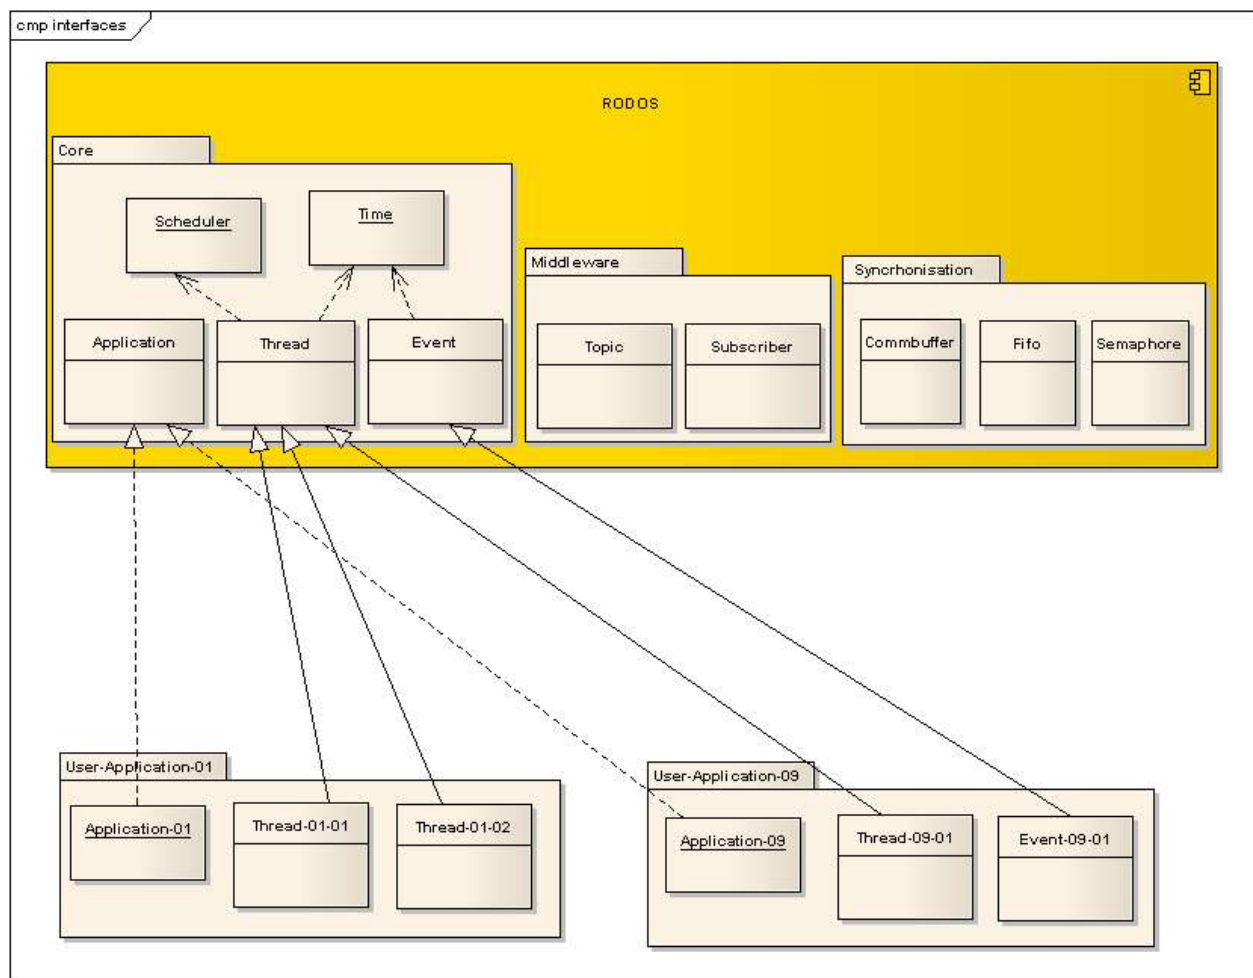 cmp interfaces
RODOS
Core
Scheduler
Time
Middleware
Syncrhonisation
Application
Thread
Event
Topic
Subscriber
Commbuffer
Fifo
Semaphore
User-Application-01
User-Application-09
Application-01
Thread-01-01
Thread-01-02
Application-09
Thread-09-01
Event-09-01